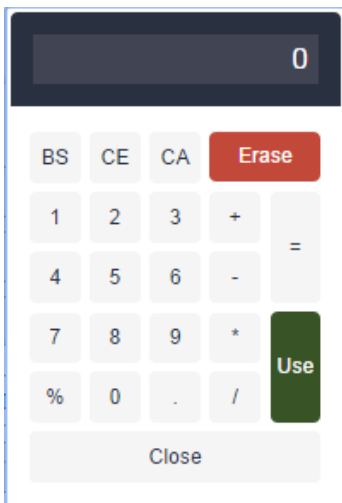 0
BS CE CA Erase
1 2 3 +
=
4 5 6 -
7 8 9 *
Use
% 0 . /
Close